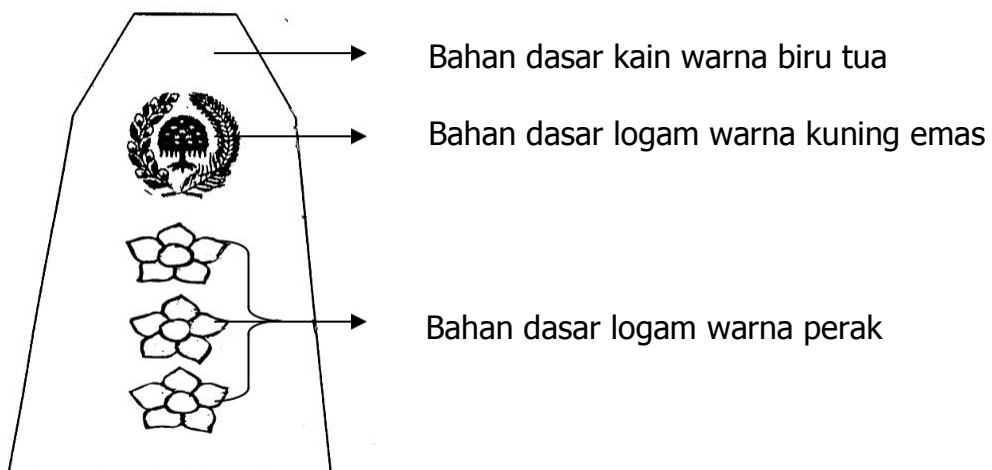 Bahan dasar kain warna biru tua
Bahan dasar logam warna kuning emas
Bahan dasar logam warna perak